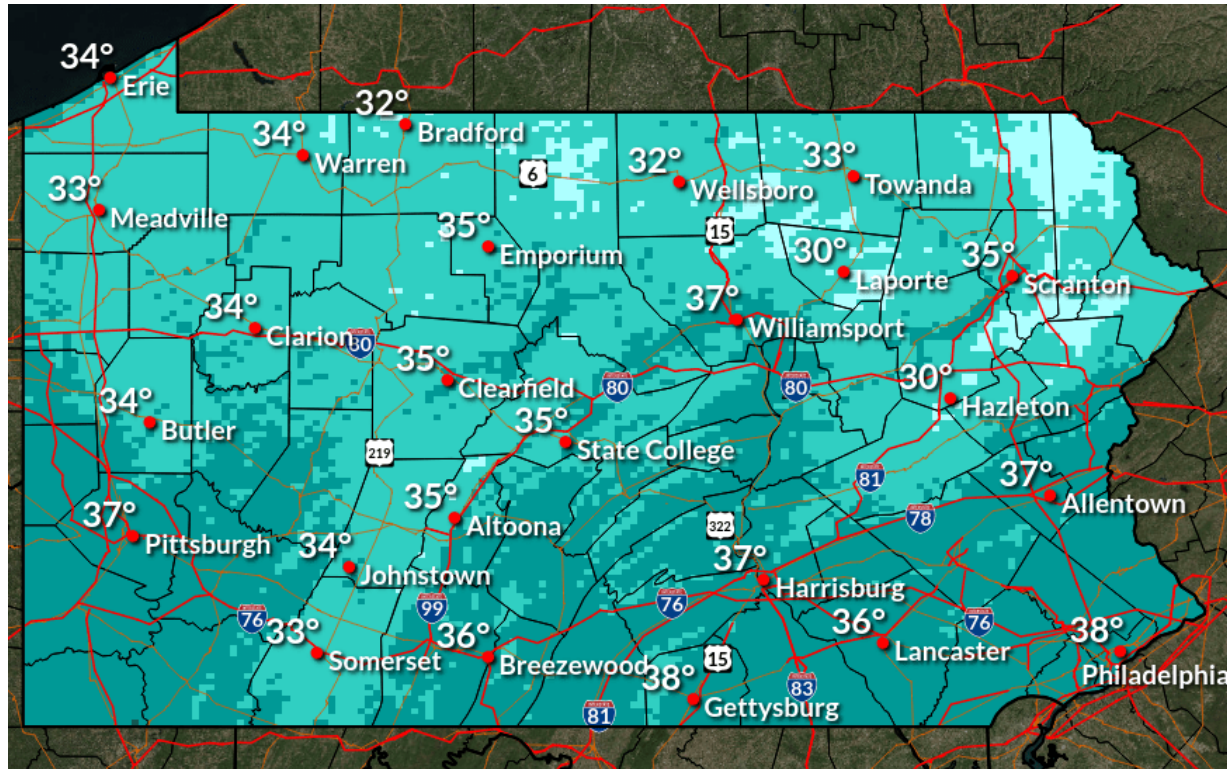 34°
Erie
32°
Bradford
34°
Warren
6
32°
Wellsboro
33°
Towanda
33°
Meadville
15
35°
Emporium
30°
Laporte
35°
Scranton
34°
Clarion
80
37°
Williamsport
35°
Clearfield
80
80
30°
Hazleton
34°
Butler
35°
State College
219
81
37°
Allentown
35°
Altoona
322
78
37°
Pittsburgh
34°
Johnstown
37°
Harrisburg
99
76
76
33°
Somerset
36°
Breezewood
15
36°
Lancaster
76
38°
Philadelphia
38°
Gettysburg
83
81